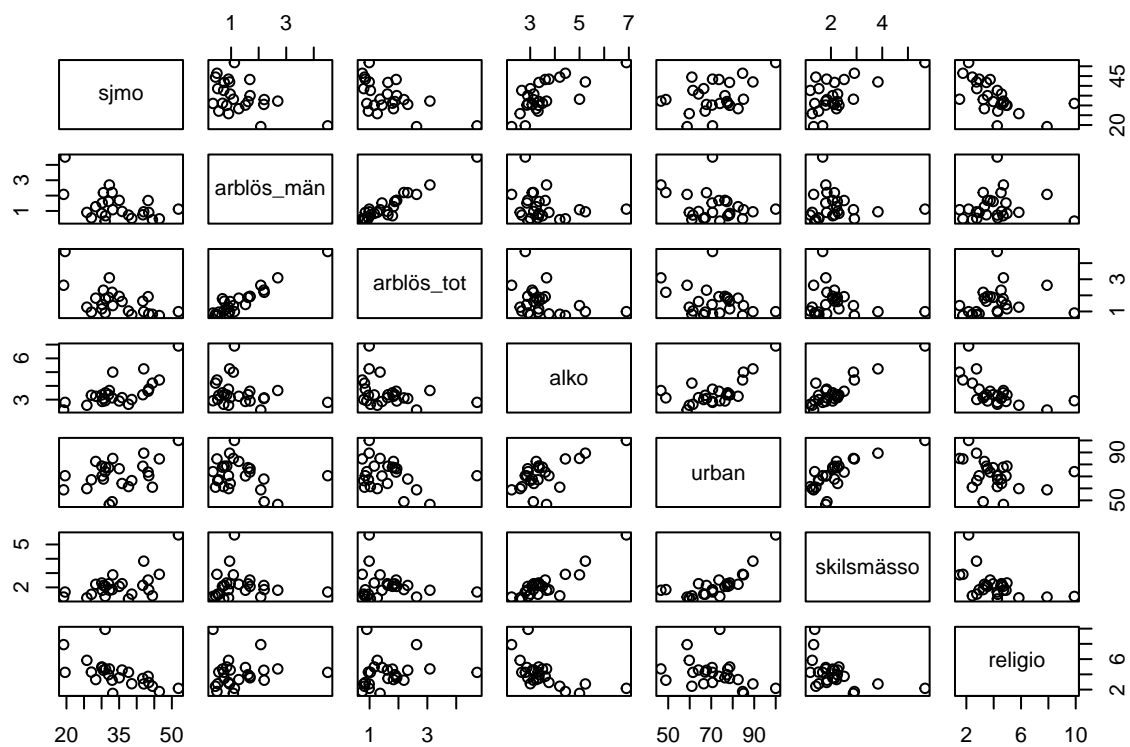 1 3 3 5 7 2 4
sjmo 20 45
1 3 arblös_män
arblös_tot 1 3
3 6 alko
urban 50 90
2 5 skilsmässo
religio 2 6
20 35 50 1 3 50 70 90 2 6 10